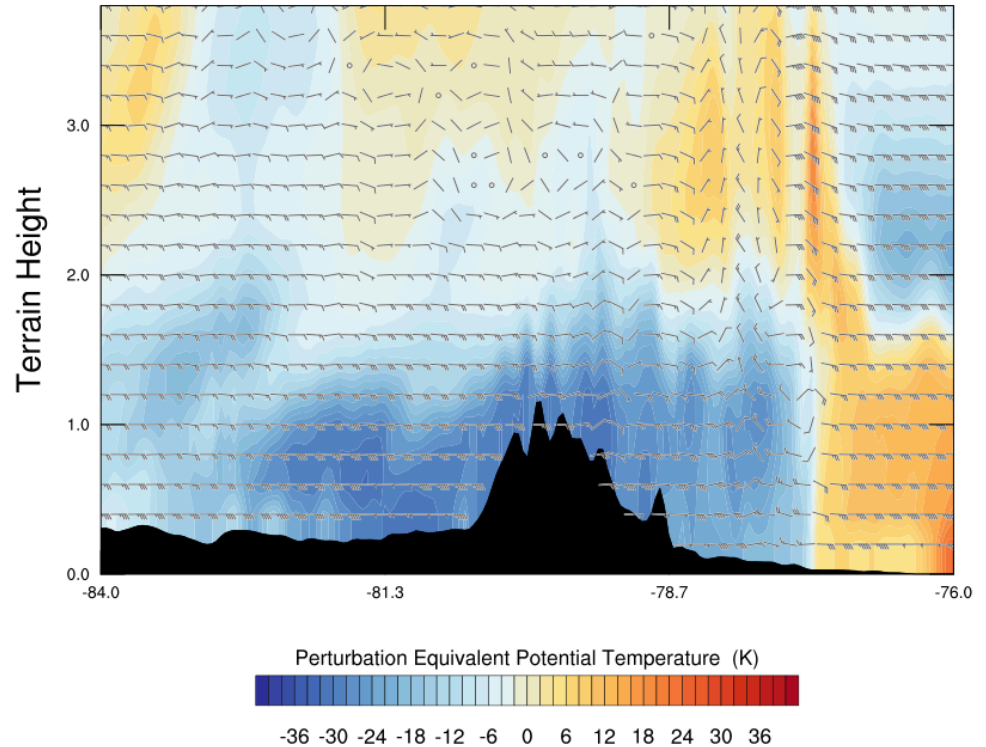 Terrain Height
3.0
2.0
1.0
0.0
-84.0 -81.3 -78.7 -76.0
Perturbation Equivalent Potential Temperature (K)
-36 -30 -24 -18 -12 -6 0 6 12 18 24 30 36